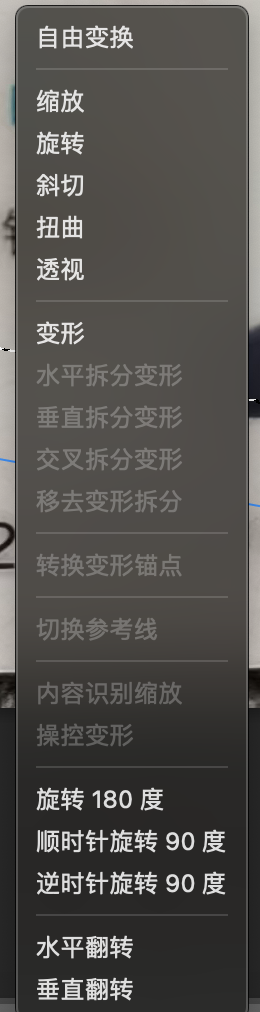 自由变换
缩放
旋转
斜切
扭曲
透视
变形
水平拆分变形
垂直拆分变形
交叉拆分变形
移去变形拆分
转换变形锚点
切换参考线
内容识别缩放
操控变形
旋转 180 度
顺时针旋转 90 度
逆时针旋转 90 度
水平翻转
垂直翻转